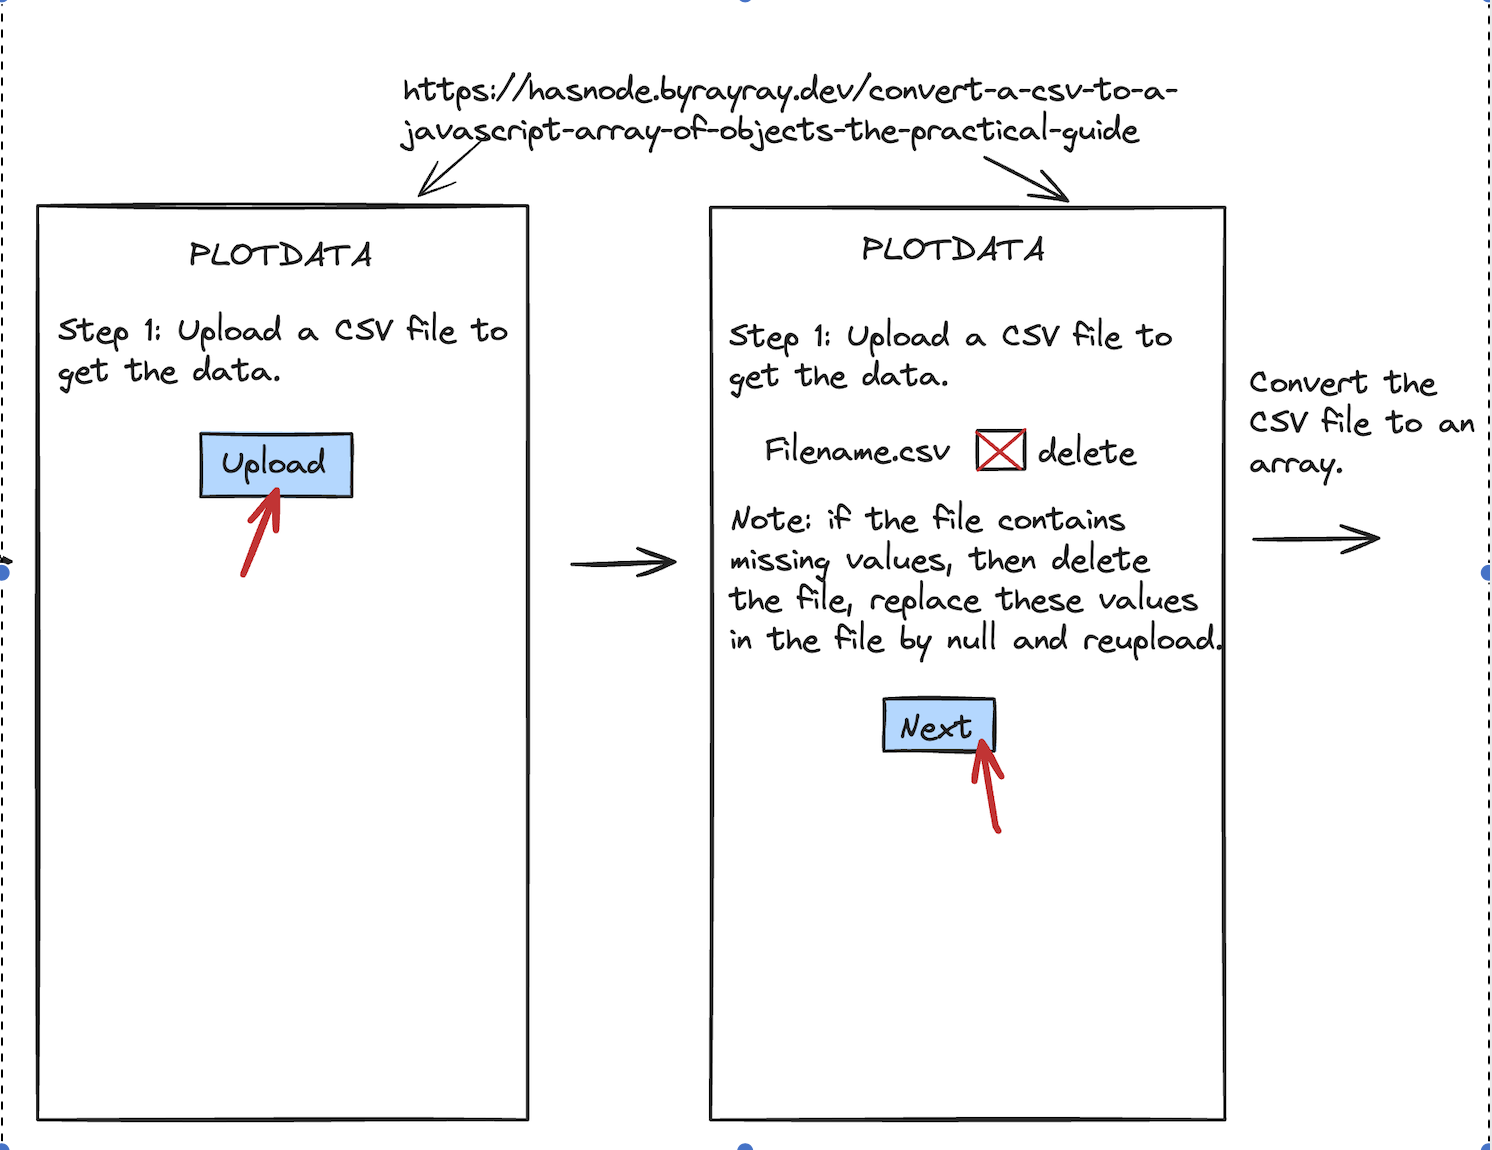 https://hasnode.byrayray.dev/convert-a-csv-to-a-
javascript-array-of-objects-the-practical-guide
PLOTDATA
Step 1: Upload a CSV file to
get the data.
Upload
PLOTDATA
Step 1: Upload a CSV file to
get the data.
Filename.csv delete
Note: if the file contains
missing values, then delete
the file, replace these values
in the file by null and reupload.
Next
Convert the
CSV file to an
array.